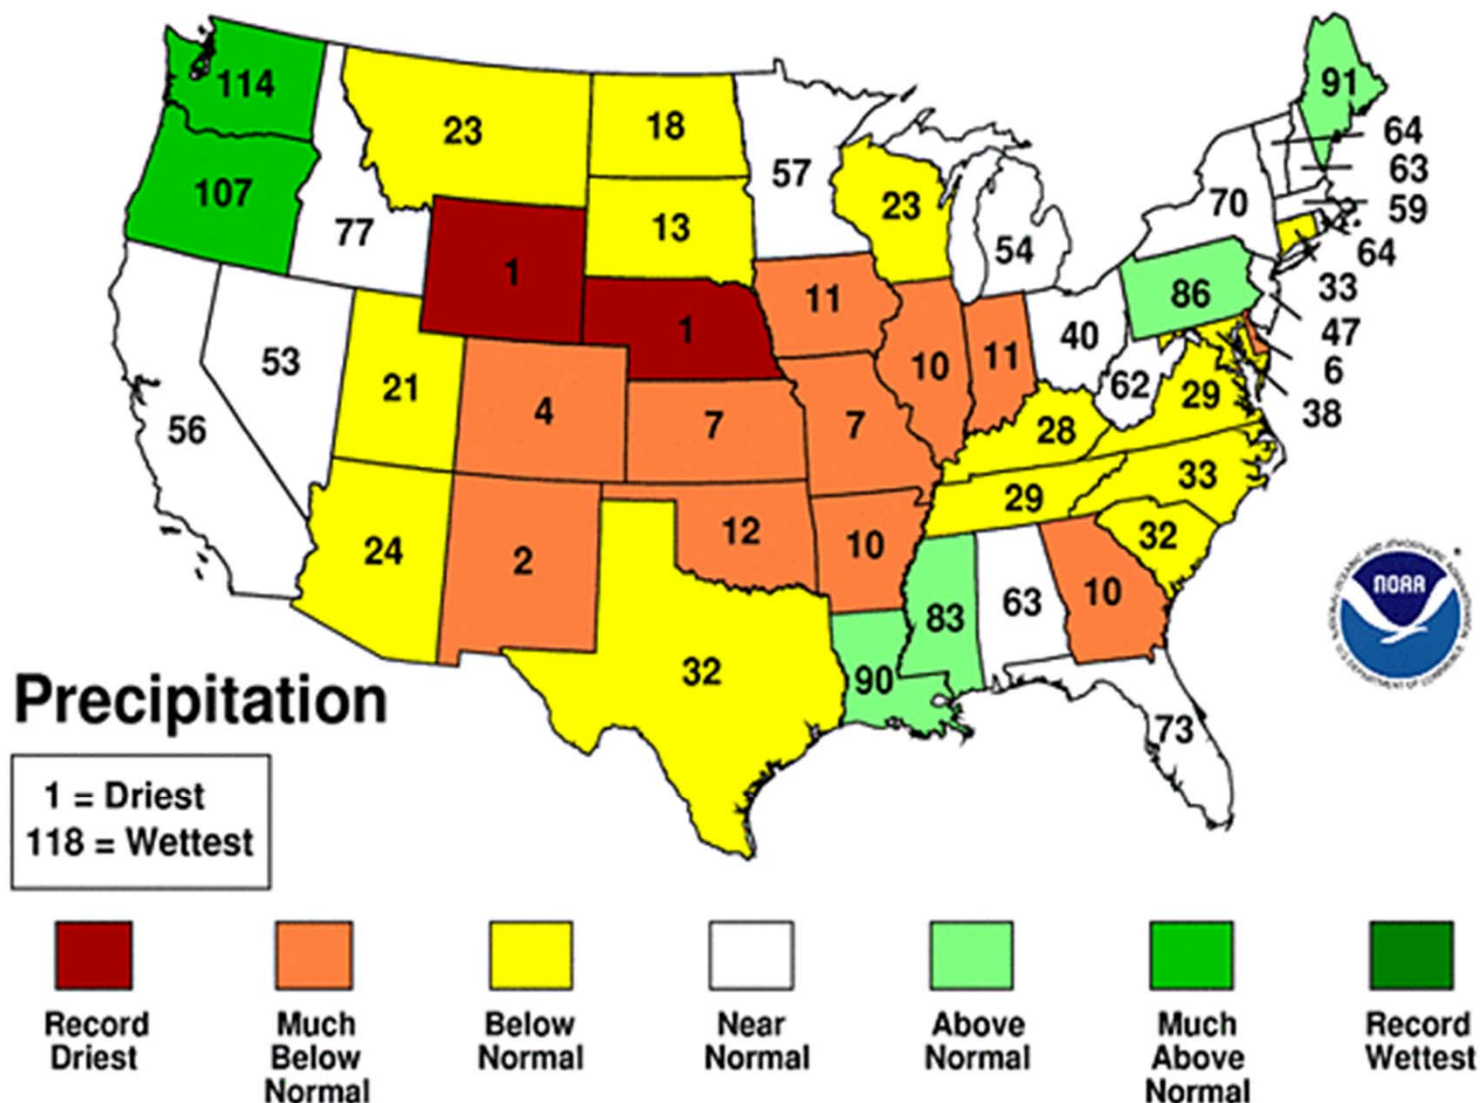 114
91
23
18
64
57
63
107
23
70
59
77
13
54
64
1
86
33
11
1
40
47
53
11
6
10
21
62
29
38
4
7
7
28
56
33
29
12
32
24
10
2
10
63
83
32
90
73
NOAA
Precipitation
1 = Driest
118 = Wettest
Record
Driest
Much
Below
Normal
Below
Normal
Near
Normal
Above
Normal
Much
Above
Normal
Record
Wettest